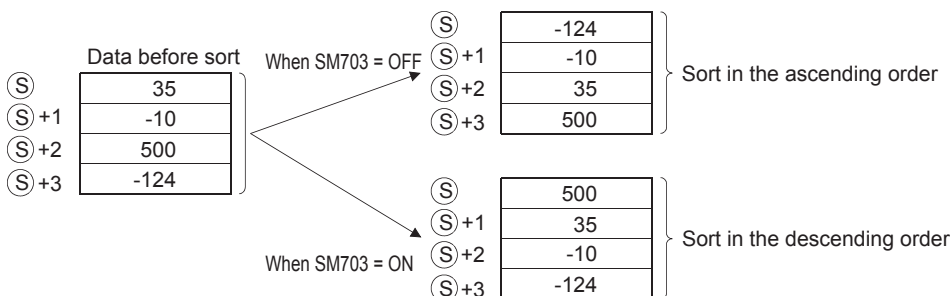 Data before sort
Ⓢ 35
Ⓢ+1 -10
Ⓢ+2 500
Ⓢ+3 -124
When SM703 = OFF
Ⓢ -124
Ⓢ+1 -10
Ⓢ+2 35
Ⓢ+3 500
Sort in the ascending order
When SM703 = ON
Ⓢ 500
Ⓢ+1 35
Ⓢ+2 -10
Ⓢ+3 -124
Sort in the descending order